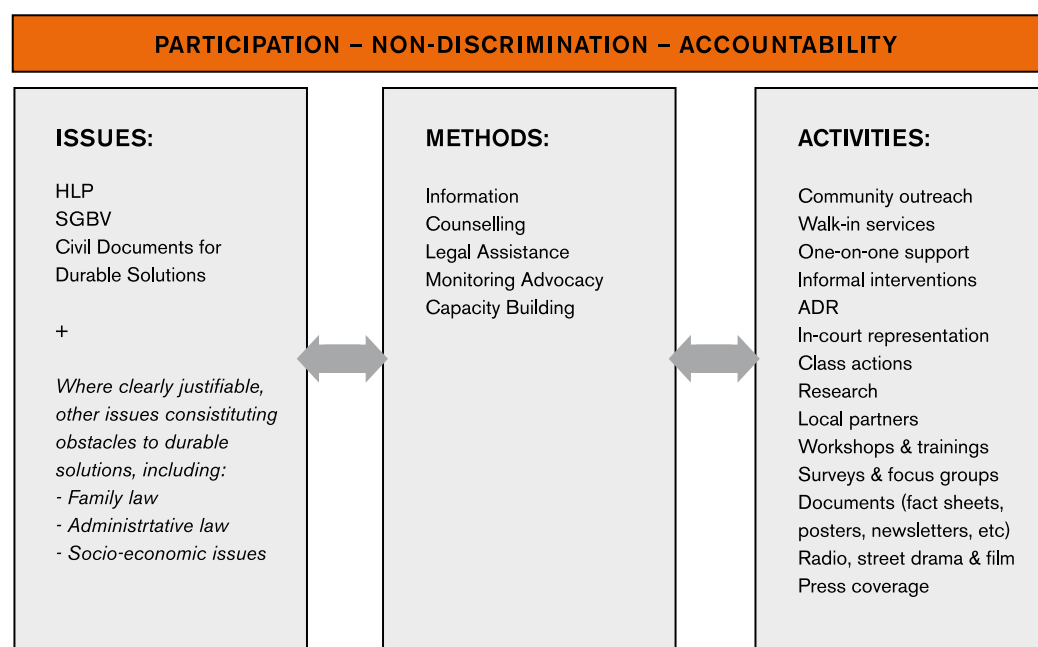 PARTICIPATION – NON-DISCRIMINATION – ACCOUNTABILITY
ISSUES:
HLP
SGBV
Civil Documents for
Durable Solutions
+
Where clearly justifiable,
other issues consistituting
obstacles to durable
solutions, including:
- Family law
- Administrtative law
- Socio-economic issues
METHODS:
Information
Counselling
Legal Assistance
Monitoring Advocacy
Capacity Building
ACTIVITIES:
Community outreach
Walk-in services
One-on-one support
Informal interventions
ADR
In-court representation
Class actions
Research
Local partners
Workshops & trainings
Surveys & focus groups
Documents (fact sheets,
posters, newsletters, etc)
Radio, street drama & film
Press coverage